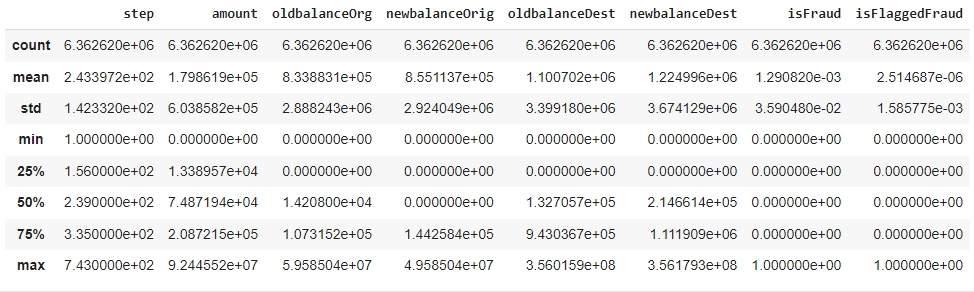 step amount oldbalanceOrg newbalanceOrig oldbalanceDest newbalanceDest isFraud isFlaggedFraud
count 6.362620e+06 6.362620e+06 6.362620e+06 6.362620e+06 6.362620e+06 6.362620e+06 6.362620e+06 6.362620e+06
mean 2.433972e+02 1.798619e+05 8.338831e+05 8.551137e+05 1.100702e+06 1.224996e+06 1.290820e-03 2.514687e-06
std 1.423320e+02 6.038582e+05 2.888243e+06 2.924049e+06 3.399180e+06 3.674129e+06 3.590480e-02 1.585775e-03
min 1.000000e+00 0.000000e+00 0.000000e+00 0.000000e+00 0.000000e+00 0.000000e+00 0.000000e+00 0.000000e+00
25% 1.560000e+02 1.338957e+04 0.000000e+00 0.000000e+00 0.000000e+00 0.000000e+00 0.000000e+00 0.000000e+00
50% 2.390000e+02 7.487194e+04 1.420800e+04 0.000000e+00 1.327057e+05 2.146614e+05 0.000000e+00 0.000000e+00
75% 3.350000e+02 2.087215e+05 1.073152e+05 1.442584e+05 9.430367e+05 1.111909e+06 0.000000e+00 0.000000e+00
max 7.430000e+02 9.244552e+07 5.958504e+07 4.958504e+07 3.560159e+08 3.561793e+08 1.000000e+00 1.000000e+00